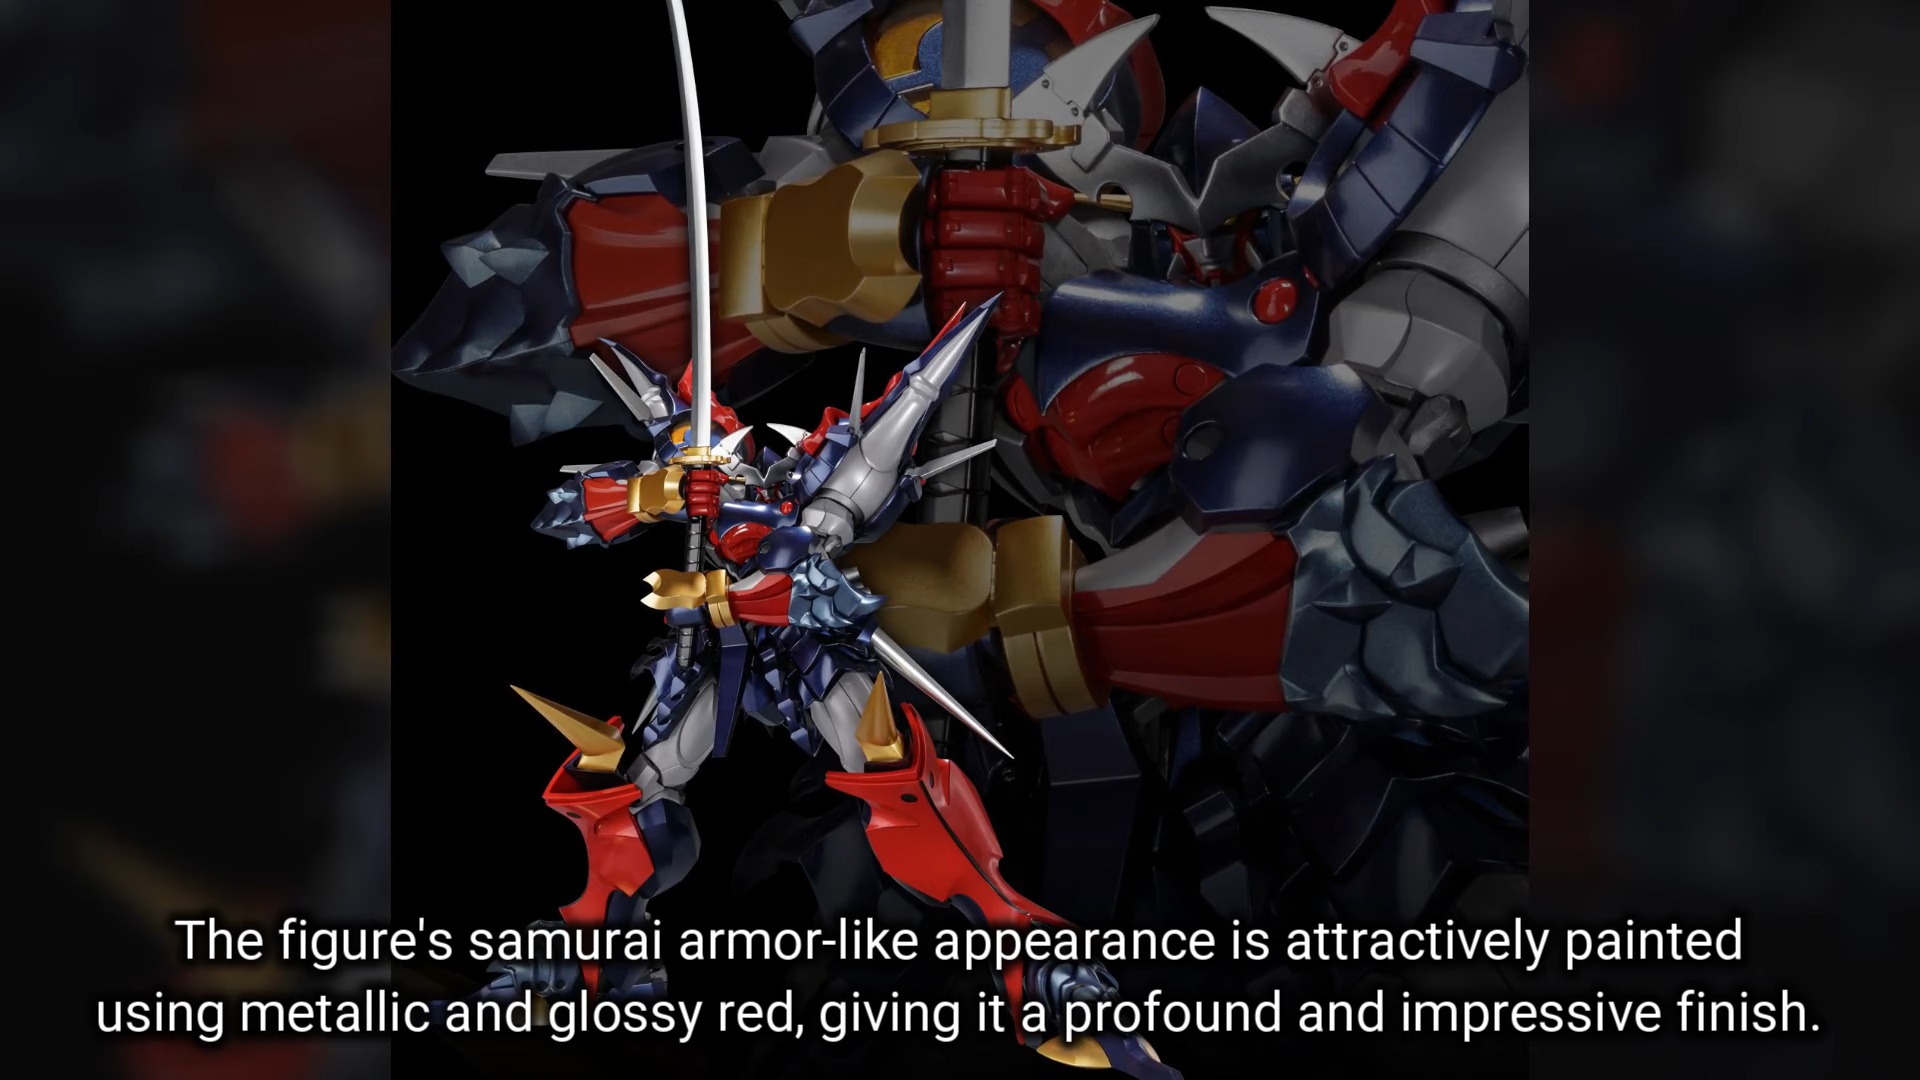 The figure's samurai armor-like appearance is attractively painted
using metallic and glossy red, giving it a profound and impressive finish.